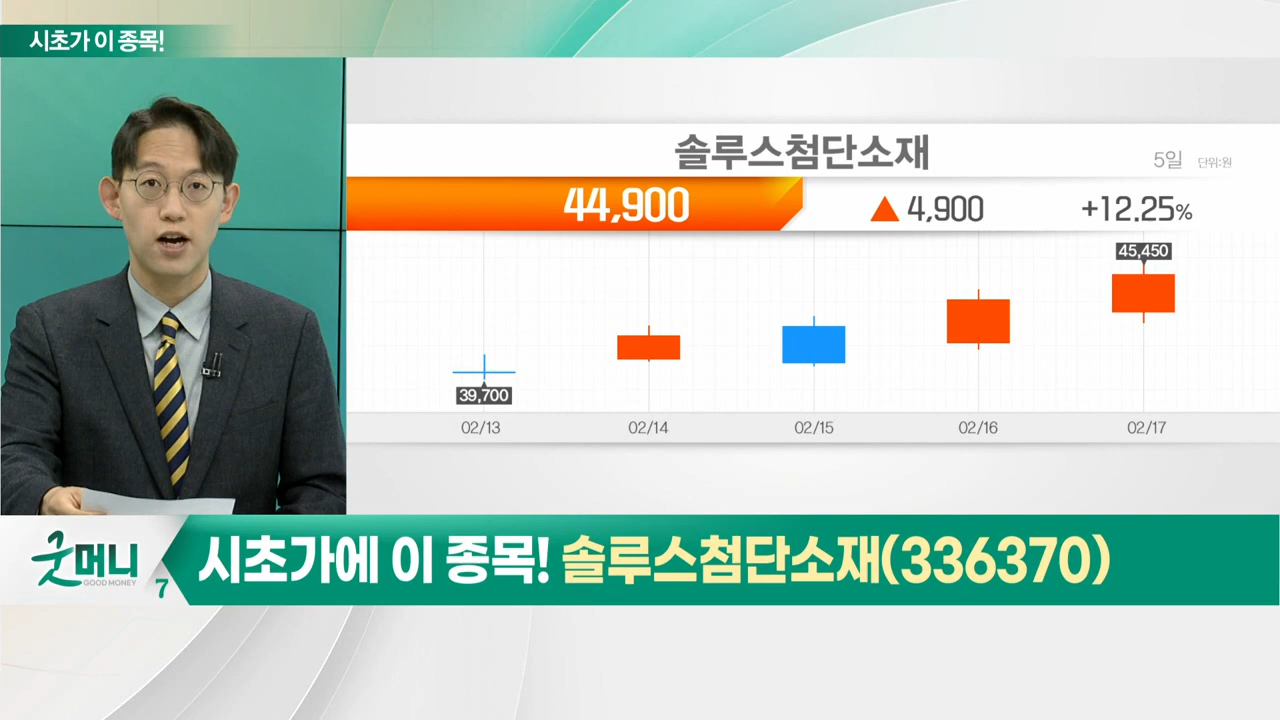 시초가 이 종목!
솔루스첨단소재
5일 단위:원
44,900 ▲ 4,900 +12.25%
45,450
39,700
02/13 02/14 02/15 02/16 02/17
굿머니
GOOD MONEY
7
시초가에 이 종목! 솔루스첨단소재(336370)